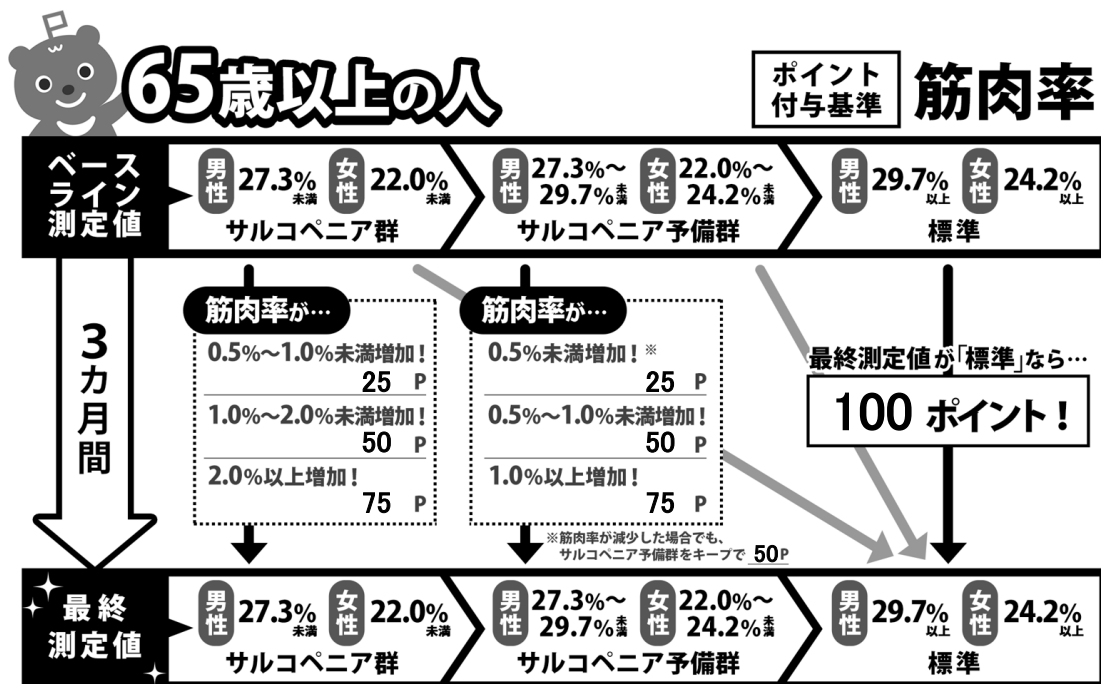 65歳以上の人
ポイント
付与基準
筋肉率
ベース
ライン
測定値
男性 27.3%未満 女性 22.0%未満
サルコペニア群
男性 27.3%～29.7%未満 女性 22.0%～24.2%未満
サルコペニア予備群
男性 29.7%以上 女性 24.2%以上
標準
3カ月間
筋肉率が…
0.5%～1.0%未満増加！
25 P
1.0%～2.0%未満増加！
50 P
2.0%以上増加！
75 P
筋肉率が…
0.5%未満増加！※
25 P
0.5%～1.0%未満増加！
50 P
1.0%以上増加！
75 P
※筋肉率が減少した場合でも、
サルコペニア予備群をキープで 50P
最終測定値が「標準」なら…
100 ポイント！
最終
測定値
男性 27.3%未満 女性 22.0%未満
サルコペニア群
男性 27.3%～29.7%未満 女性 22.0%～24.2%未満
サルコペニア予備群
男性 29.7%以上 女性 24.2%以上
標準